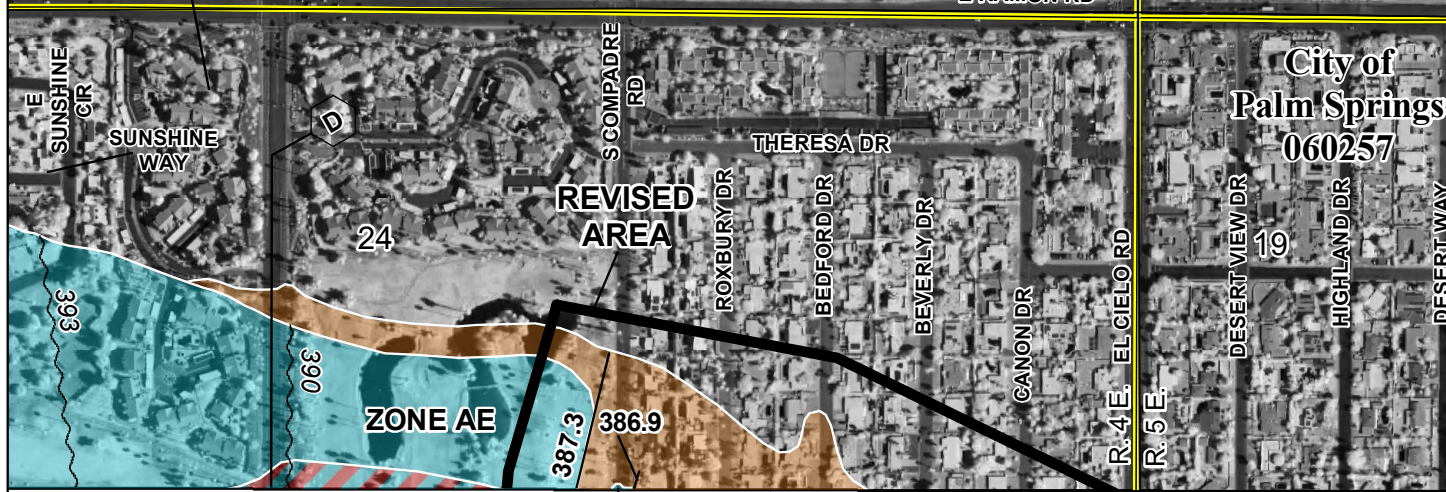 E RAMON RD
E
SUNSHINE
CIR
SUNSHINE
WAY
D
S COMPADRE
RD
THERESA DR
City of
Palm Springs
060257
REVISED
AREA
24
ROXBURY DR
BEDFORD DR
BEVERLY DR
CANON DR
EL CIELO RD
R. 4 E.
R. 5 E.
DESERT VIEW DR
19
HIGHLAND DR
DESERT WAY
393
390
ZONE AE
387.3
386.9